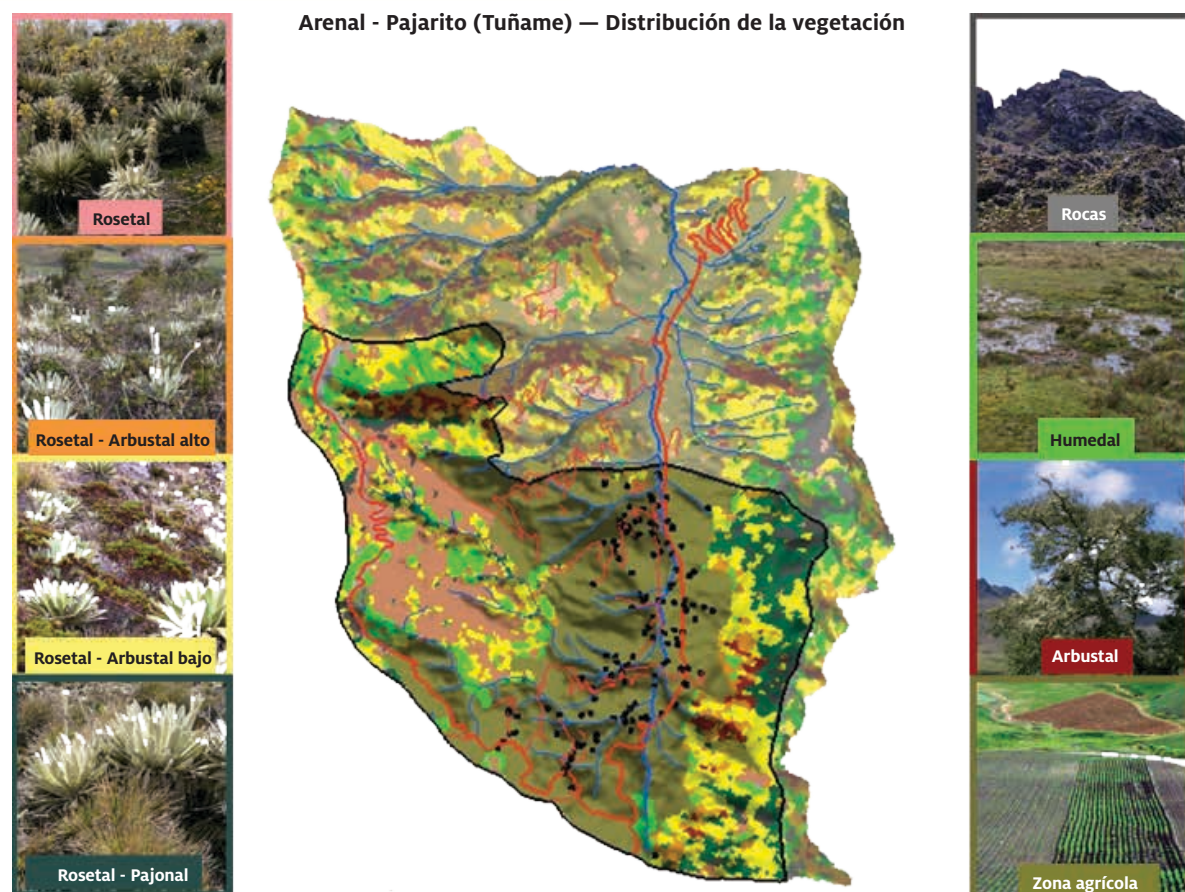 Arenal - Pajarito (Tuñame) — Distribución de la vegetación
Rosetal
Rosetal - Arbustal alto
Rosetal - Arbustal bajo
Rosetal - Pajonal
Rocas
Humedal
Arbustal
Zona agrícola